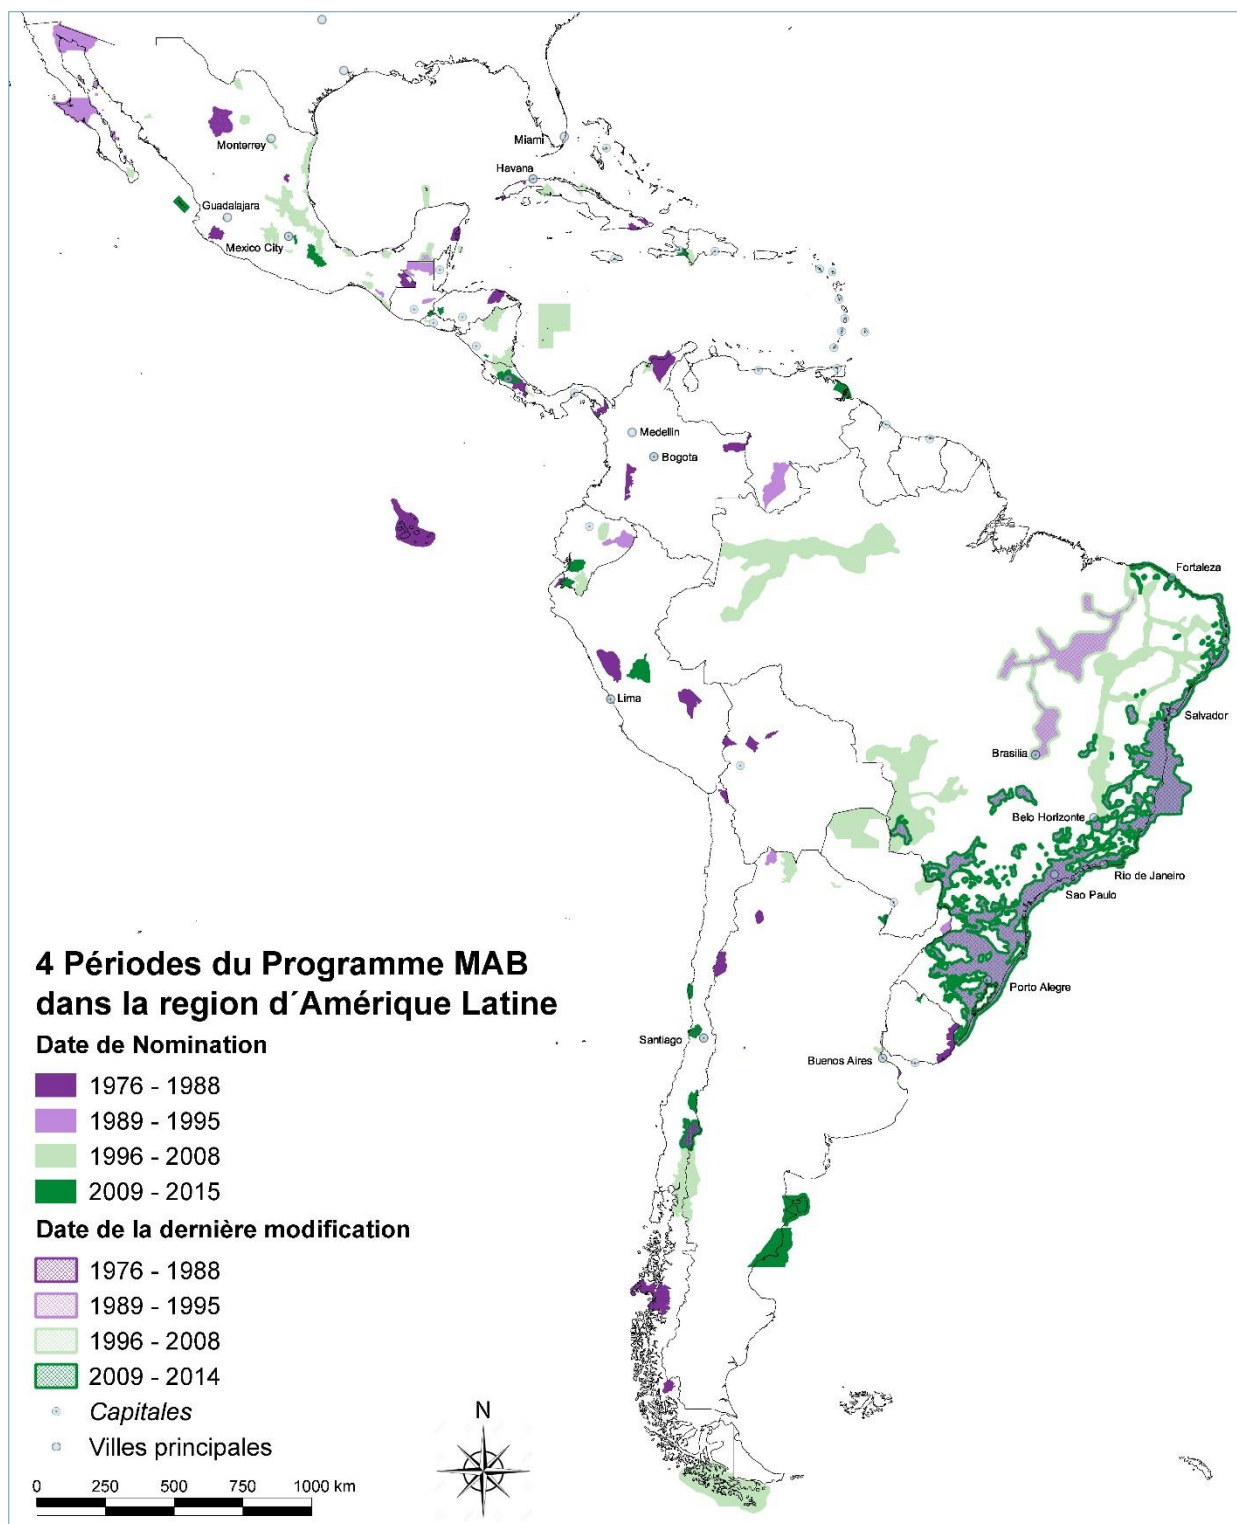 Miami
Monterrey
Havana
Guadalajara
Mexico City
Medellin
Bogota
Fortaleza
Lima
Salvador
Brasilia
Belo Horizonte
Rio de Janeiro
Sao Paulo
Porto Alegre
Santiago
Buenos Aires
4 Périodes du Programme MAB
dans la region d´Amérique Latine
Date de Nomination
1976 - 1988
1989 - 1995
1996 - 2008
2009 - 2015
Date de la dernière modification
1976 - 1988
1989 - 1995
1996 - 2008
2009 - 2014
Capitales
Villes principales
N
0 250 500 750 1000 km